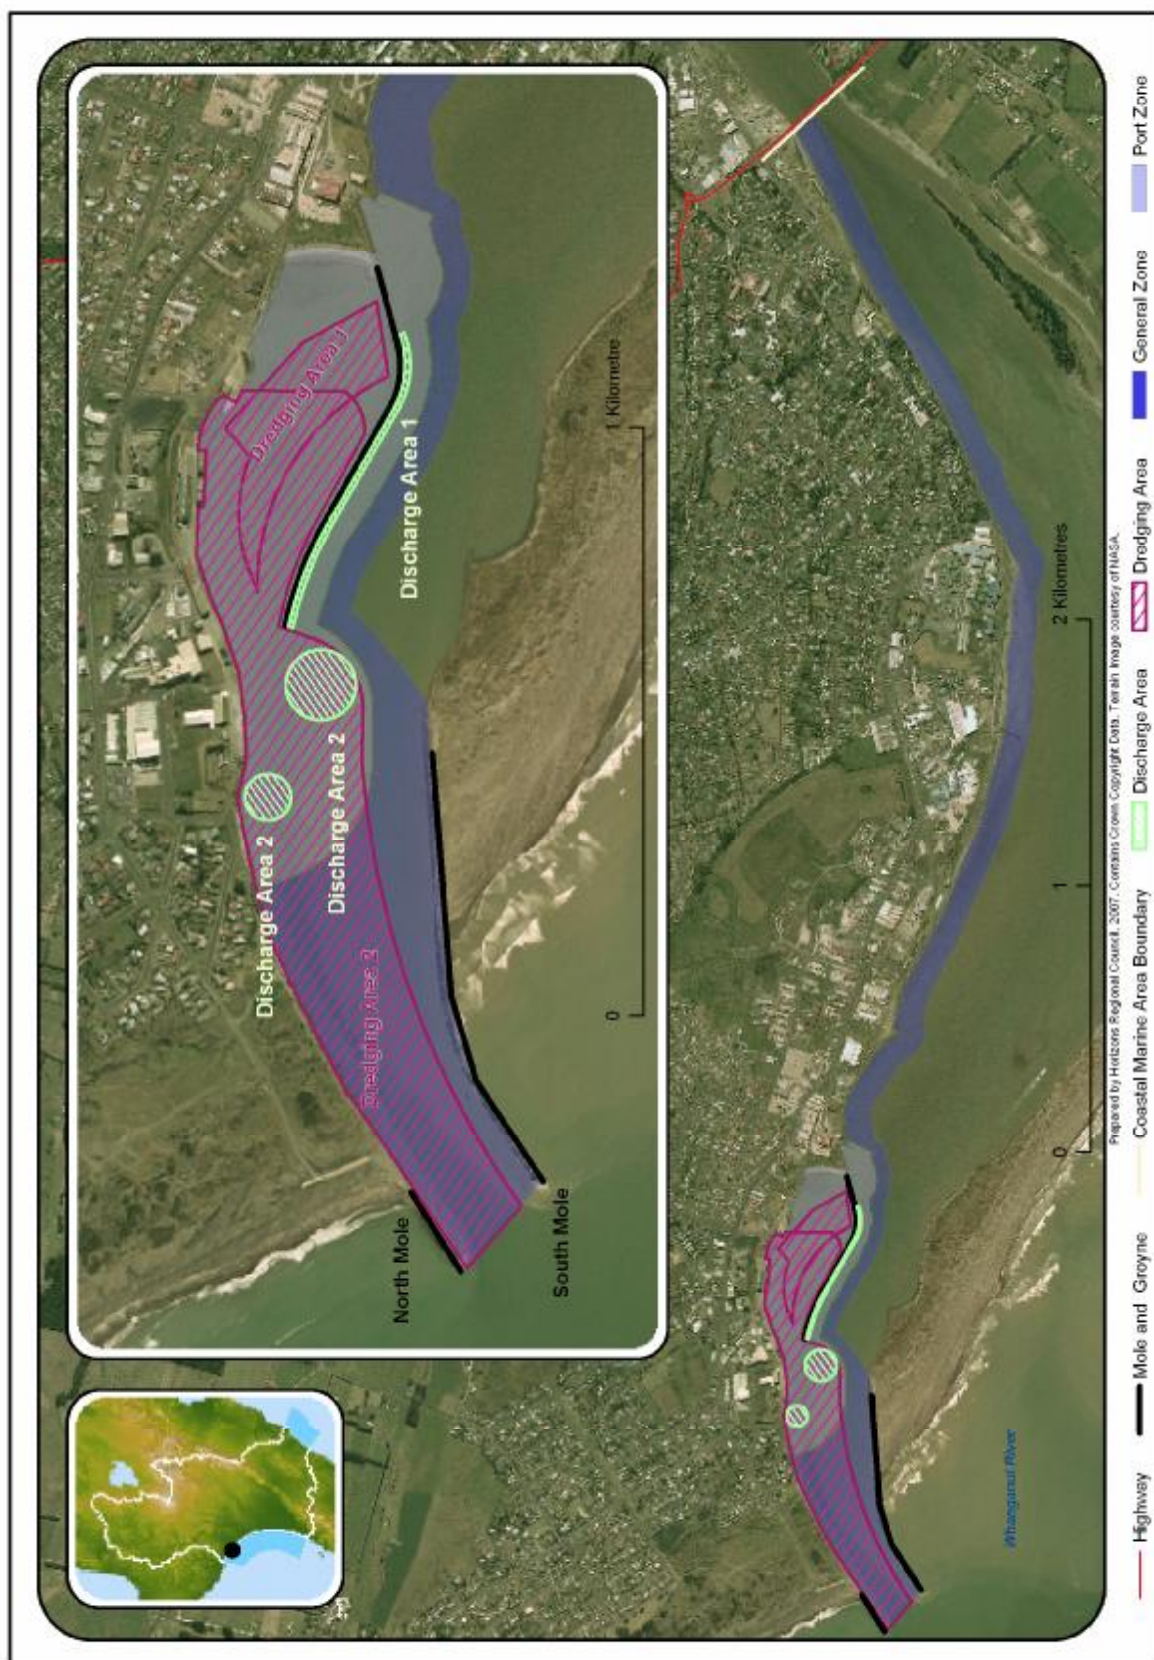 Dredging Area 1
Discharge Area 1
Discharge Area 2
Discharge Area 2
Dredging Area 2
North Mole
South Mole
0
1 Kilometre
Whanganui River
0
1
2 Kilometres
Prepared by Horizons Regional Council, 2007. Contains Crown Copyright Data. Terrain Image courtesy of NASA.
Highway
Mole and Groyne
Coastal Marine Area Boundary
Discharge Area
Dredging Area
General Zone
Port Zone